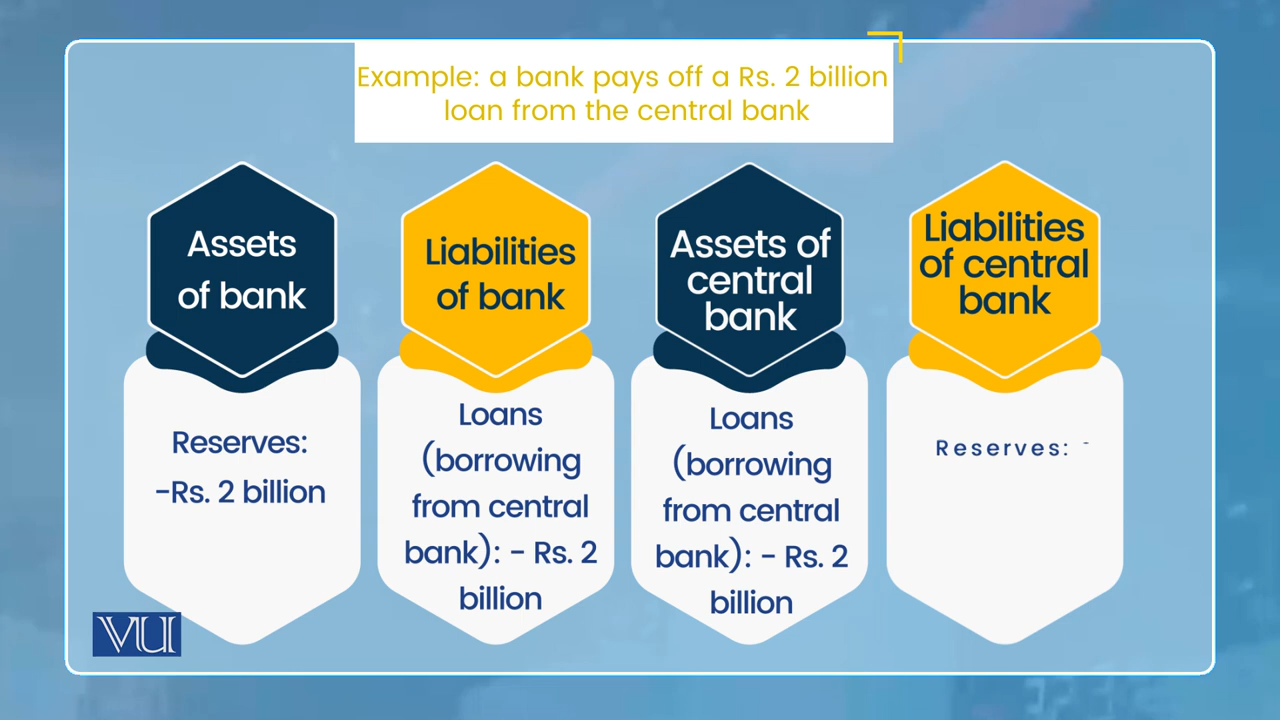 Example: a bank pays off a Rs. 2 billion
loan from the central bank
Assets
of bank
Reserves:
-Rs. 2 billion
Liabilities
of bank
Loans
(borrowing
from central
bank): - Rs. 2
billion
Assets of
central
bank
Loans
(borrowing
from central
bank): - Rs. 2
billion
Liabilities
of central
bank
Reserves: -
VU